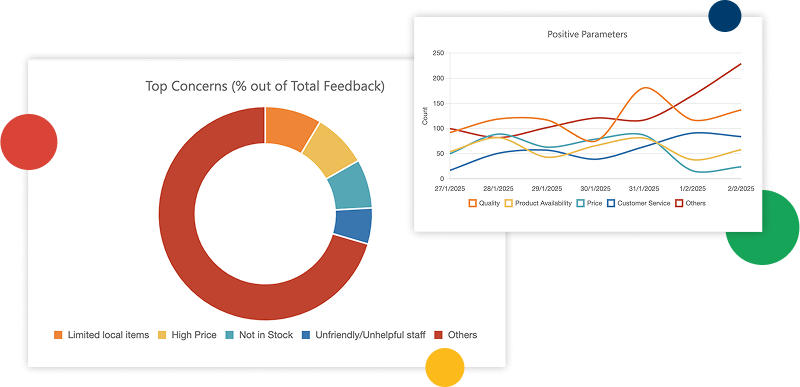 Top Concerns (% out of Total Feedback)
Limited local items High Price Not in Stock Unfriendly/Unhelpful staff Others
Positive Parameters
Count
250
200
150
100
50
0
27/1/2025 28/1/2025 29/1/2025 30/1/2025 31/1/2025 1/2/2025 2/2/2025
Quality Product Availability Price Customer Service Others